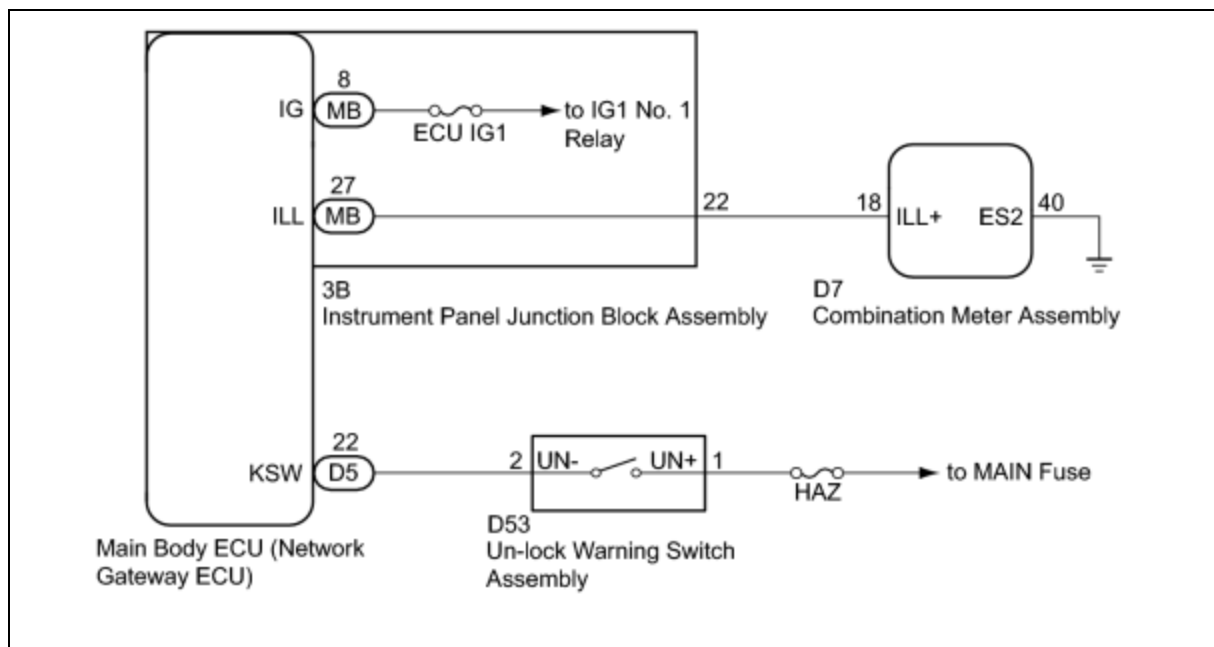 8
IG
MB
ECU IG1
to IG1 No. 1
Relay
27
ILL
MB
22
18
ILL+
ES2
40
3B
Instrument Panel Junction Block Assembly
D7
Combination Meter Assembly
22
KSW
D5
2
UN-
UN+
1
HAZ
to MAIN Fuse
D53
Un-lock Warning Switch
Assembly
Main Body ECU (Network
Gateway ECU)